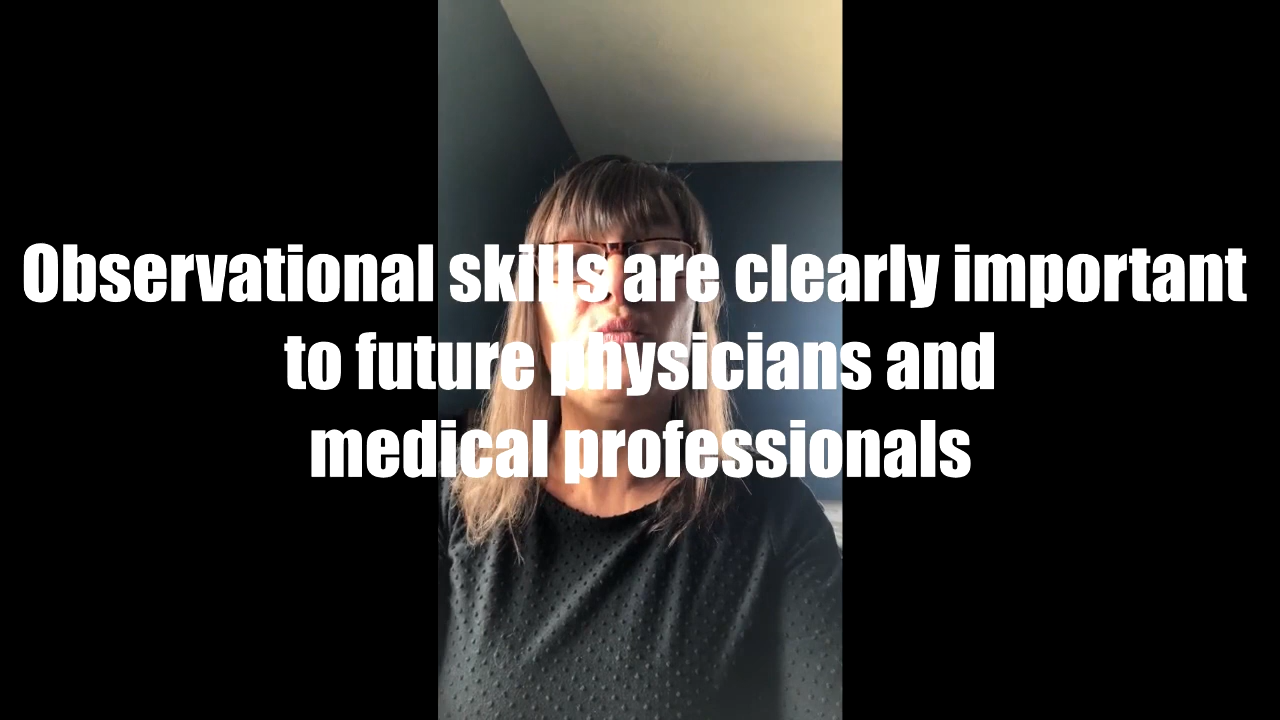 Observational skills are clearly important
to future physicians and
medical professionals